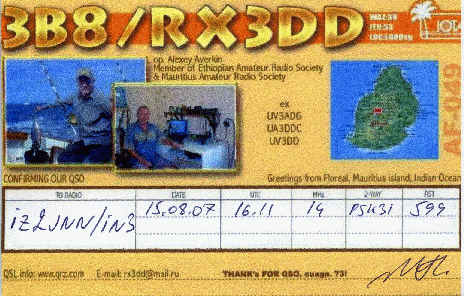 3B8/RX3DD
WAZ:39
ITU:53
IOTA
AF-049
op. Alexey Averkin
Member of Ethiopian Amateur Radio Society
& Mauritius Amateur Radio Society
ex
UV3ADG
UA3DDC
UV3DD
CONFIRMING OUR QSO
Greetings from Floreal, Mauritius island, Indian Ocean
TO RADIO DATE UTC MHz 2-WAY RST
IZ2JNN/IN3 15.08.07 16.11 14 PSK31 599
QSL info: www.qrz.com E-mail: rx3dd@mail.ru THANK's FOR QSO, cuagn. 73!